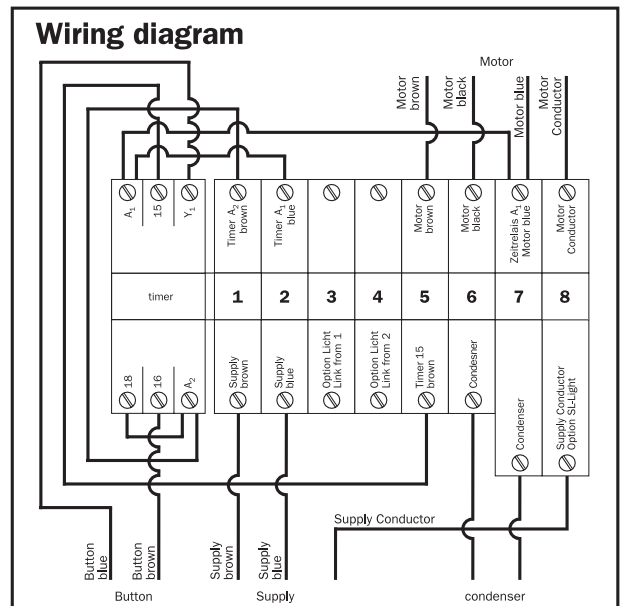 Wiring diagram
Motor
Motor
brown
Motor
black
Motor blue
Motor
Conductor
A1
15
Y1
Timer A2
brown
Timer A1
blue
Motor
brown
Motor
black
Zeitrelais A1
Motor blue
Motor
Conductor
timer
1
2
3
4
5
6
7
8
18
16
A2
Supply
brown
Supply
blue
Option Licht
Link from 1
Option Licht
Link from 2
Timer 15
brown
Condesner
Condenser
Supply Conductor
Option SL-Light
Supply Conductor
Button
blue
Button
brown
Supply
brown
Supply
blue
Button
Supply
condenser